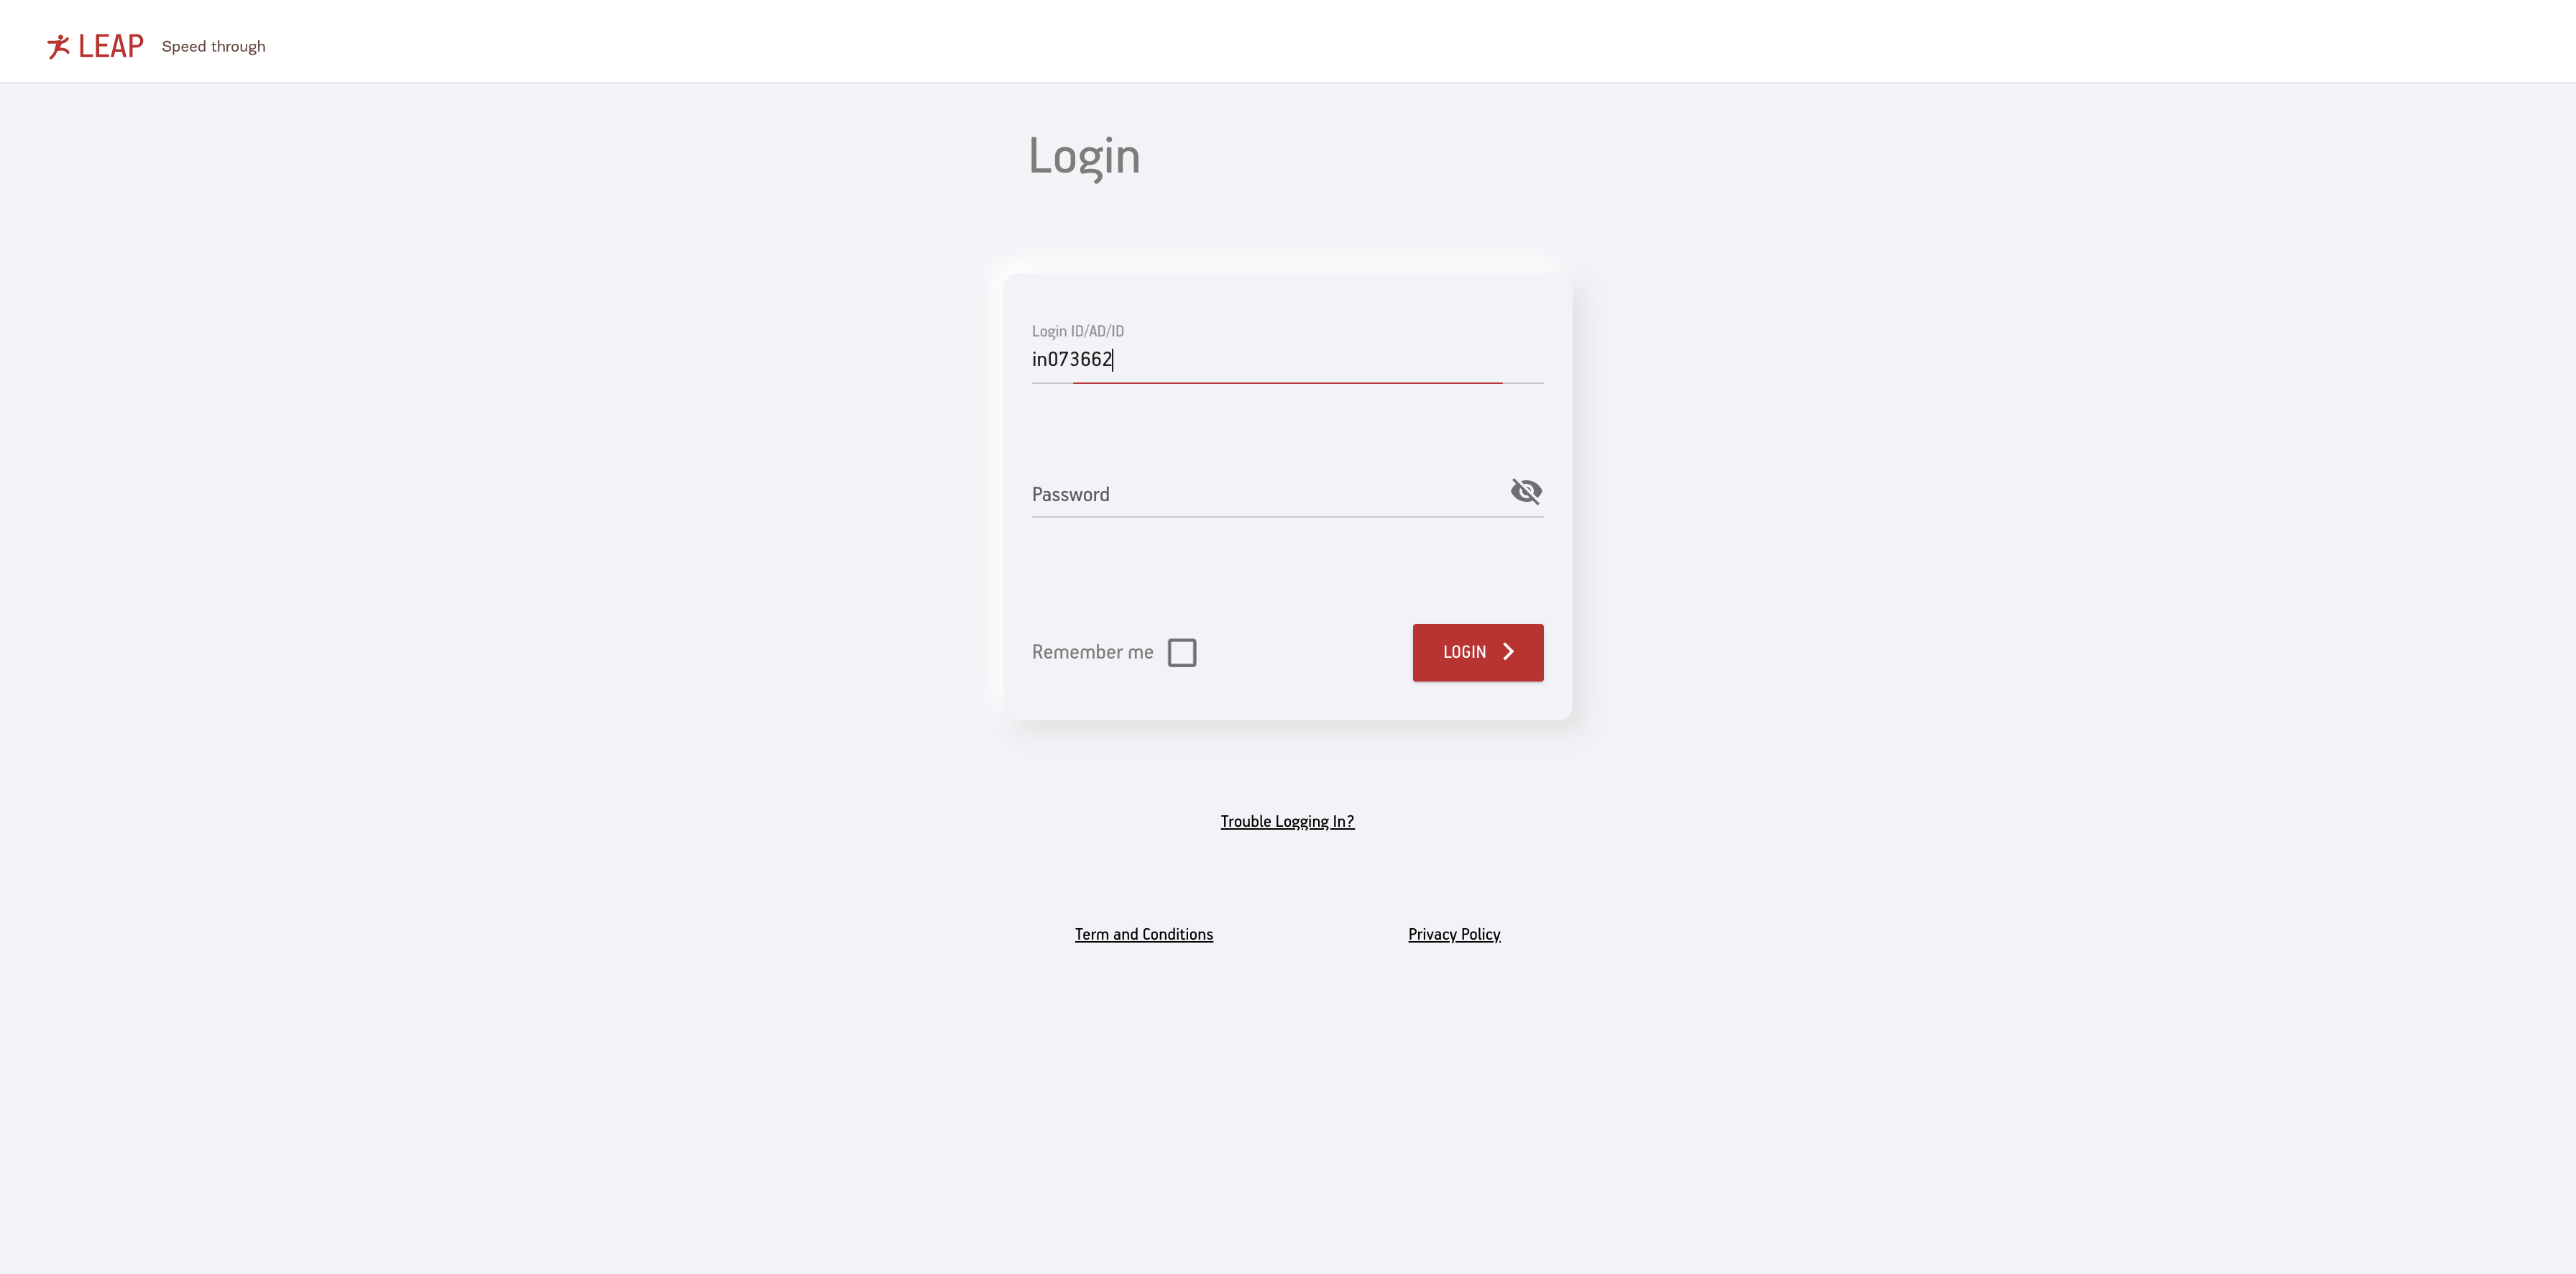 LEAP Speed through
Login
Login ID/AD/ID
in073662
Password
Remember me
LOGIN
Trouble Logging In?
Term and Conditions Privacy Policy